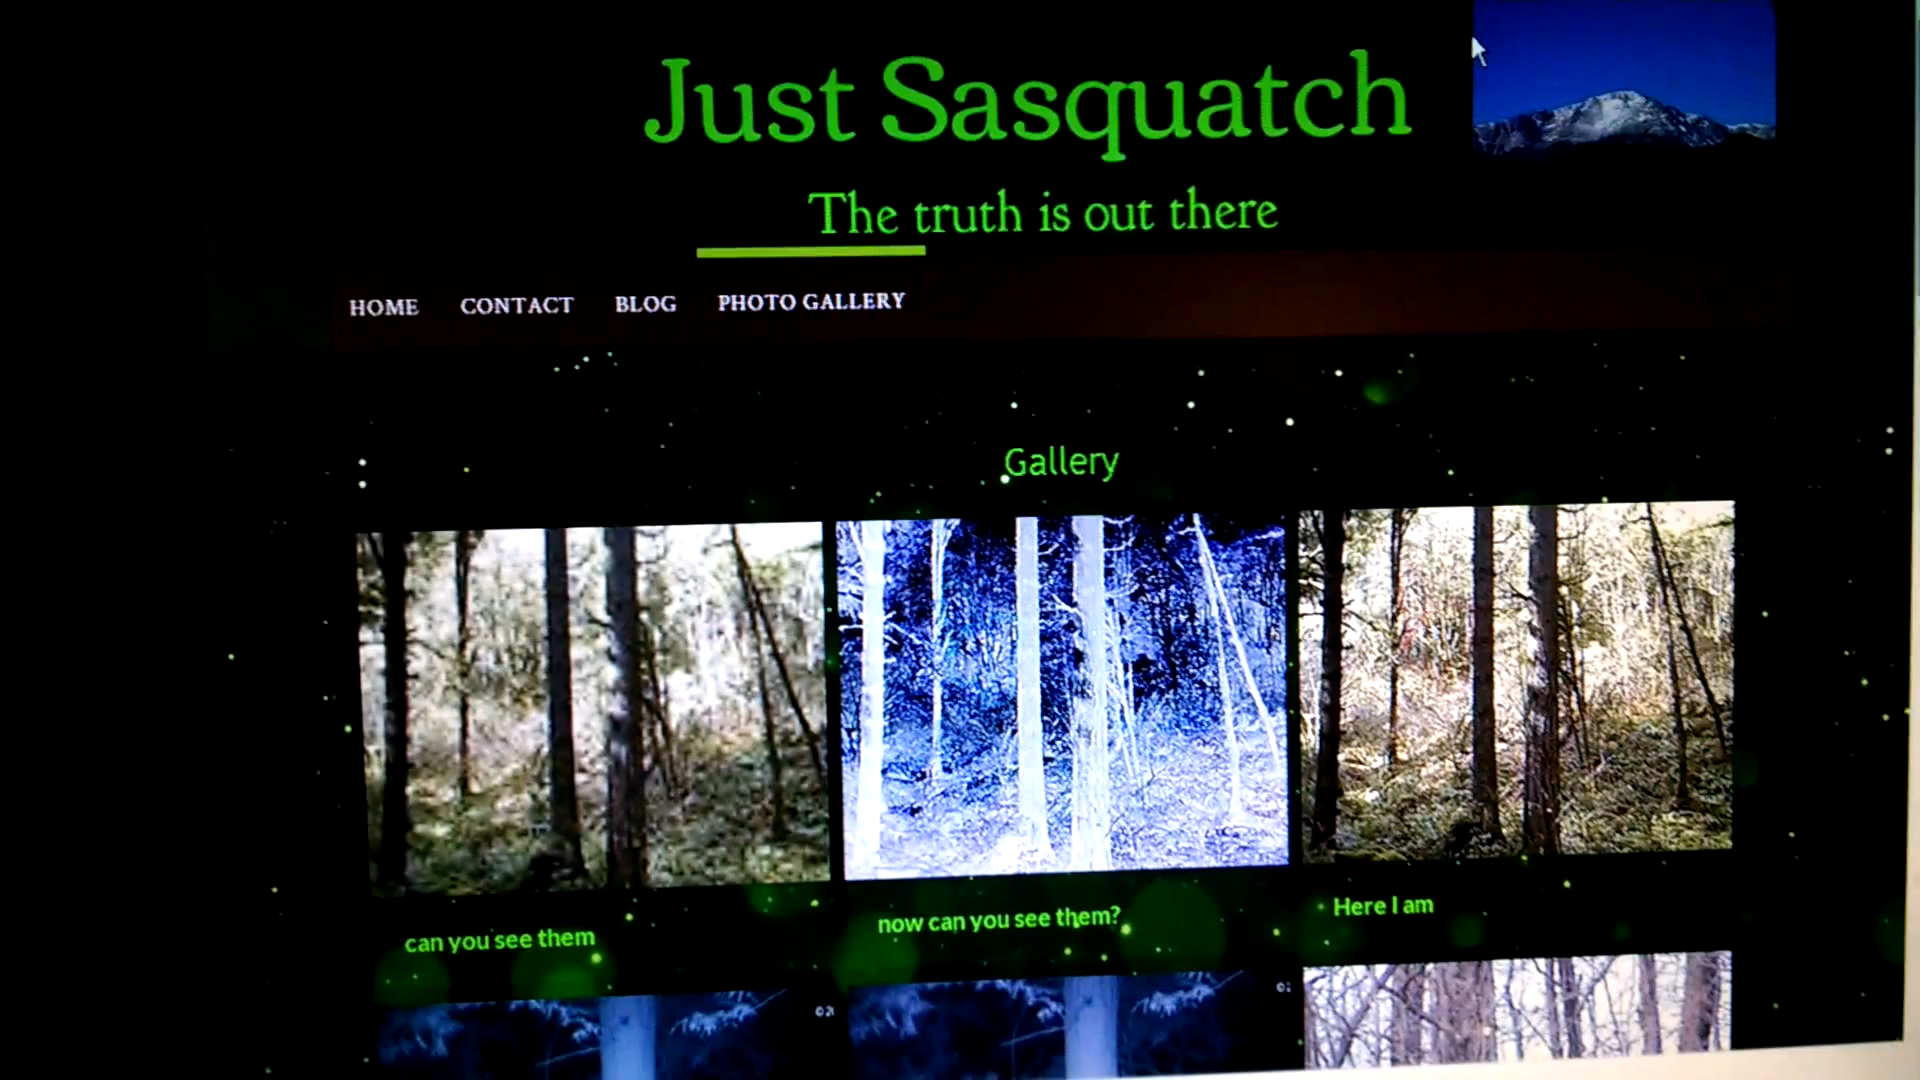 Just Sasquatch
The truth is out there
HOME CONTACT BLOG PHOTO GALLERY
Gallery
can you see them
now can you see them?
Here I am